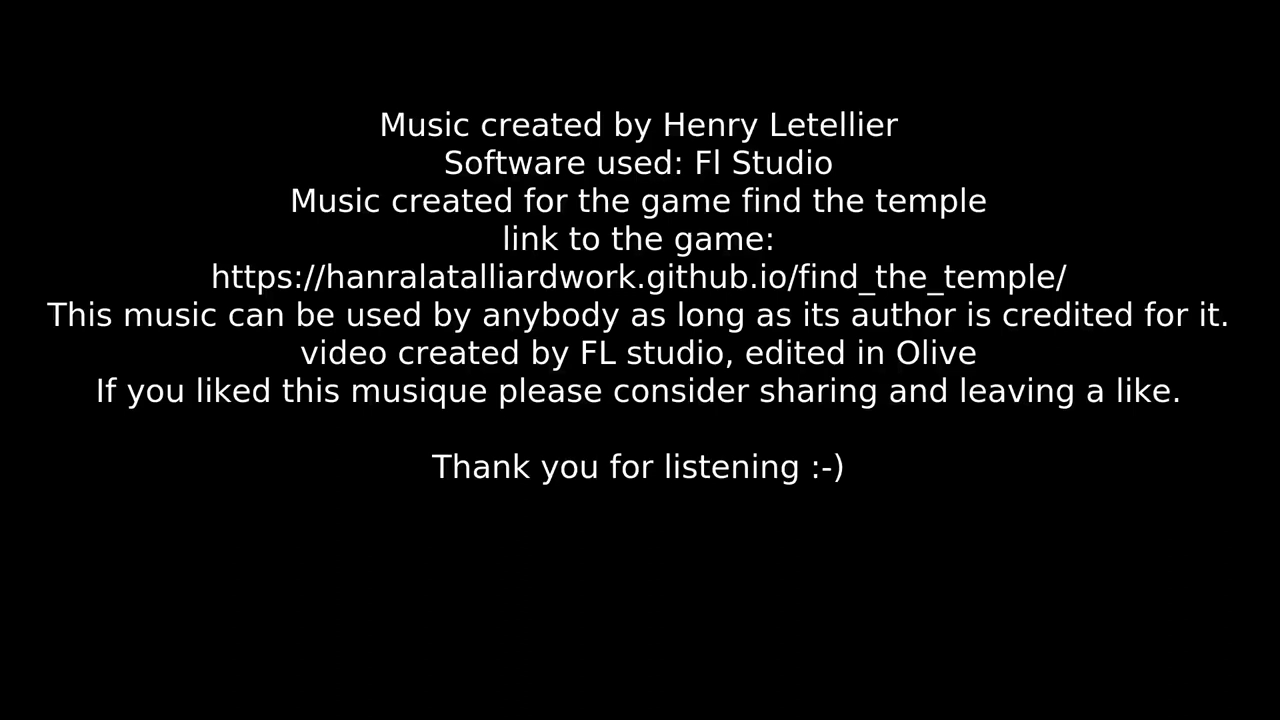 Music created by Henry Letellier
Software used: Fl Studio
Music created for the game find the temple
link to the game:
https://hanralatalliardwork.github.io/find_the_temple/
This music can be used by anybody as long as its author is credited for it.
video created by FL studio, edited in Olive
If you liked this musique please consider sharing and leaving a like.
Thank you for listening :-)